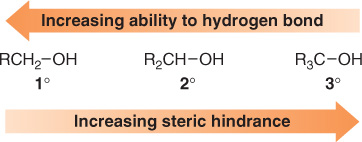 Increasing ability to hydrogen bond
RCH₂–OH R₂CH–OH R₃C–OH
1° 2° 3°
Increasing steric hindrance